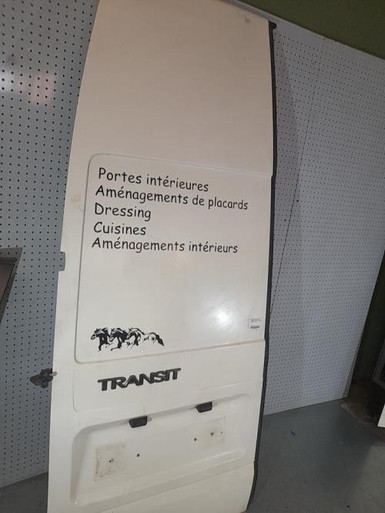 Portes intérieures
Aménagements de placards
Dressing
Cuisines
Aménagements intérieurs
TRANSIT